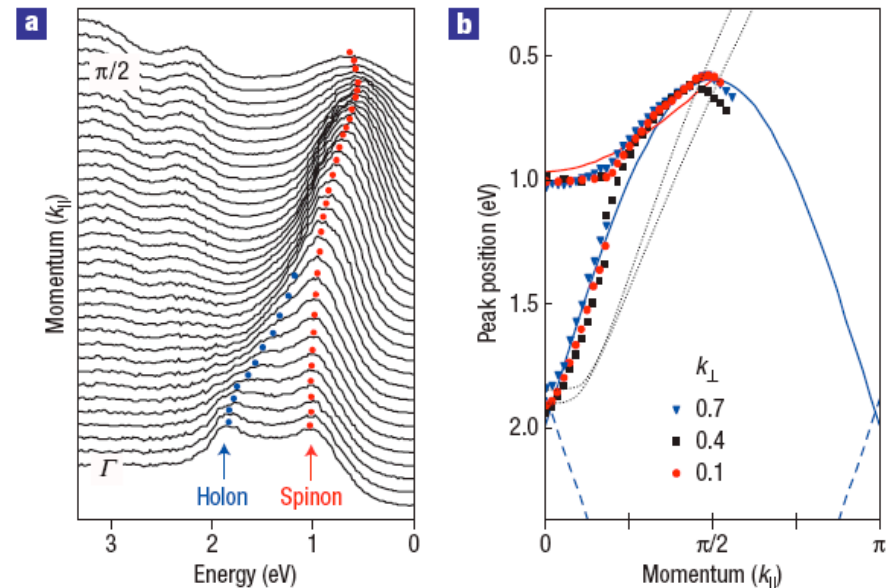 a
π/2
Γ
Holon
Spinon
3
2
1
0
Energy (eV)
Momentum (k||)
b
0.5
1.0
1.5
2.0
Peak position (eV)
k⊥
0.7
0.4
0.1
0
π/2
π
Momentum (k||)